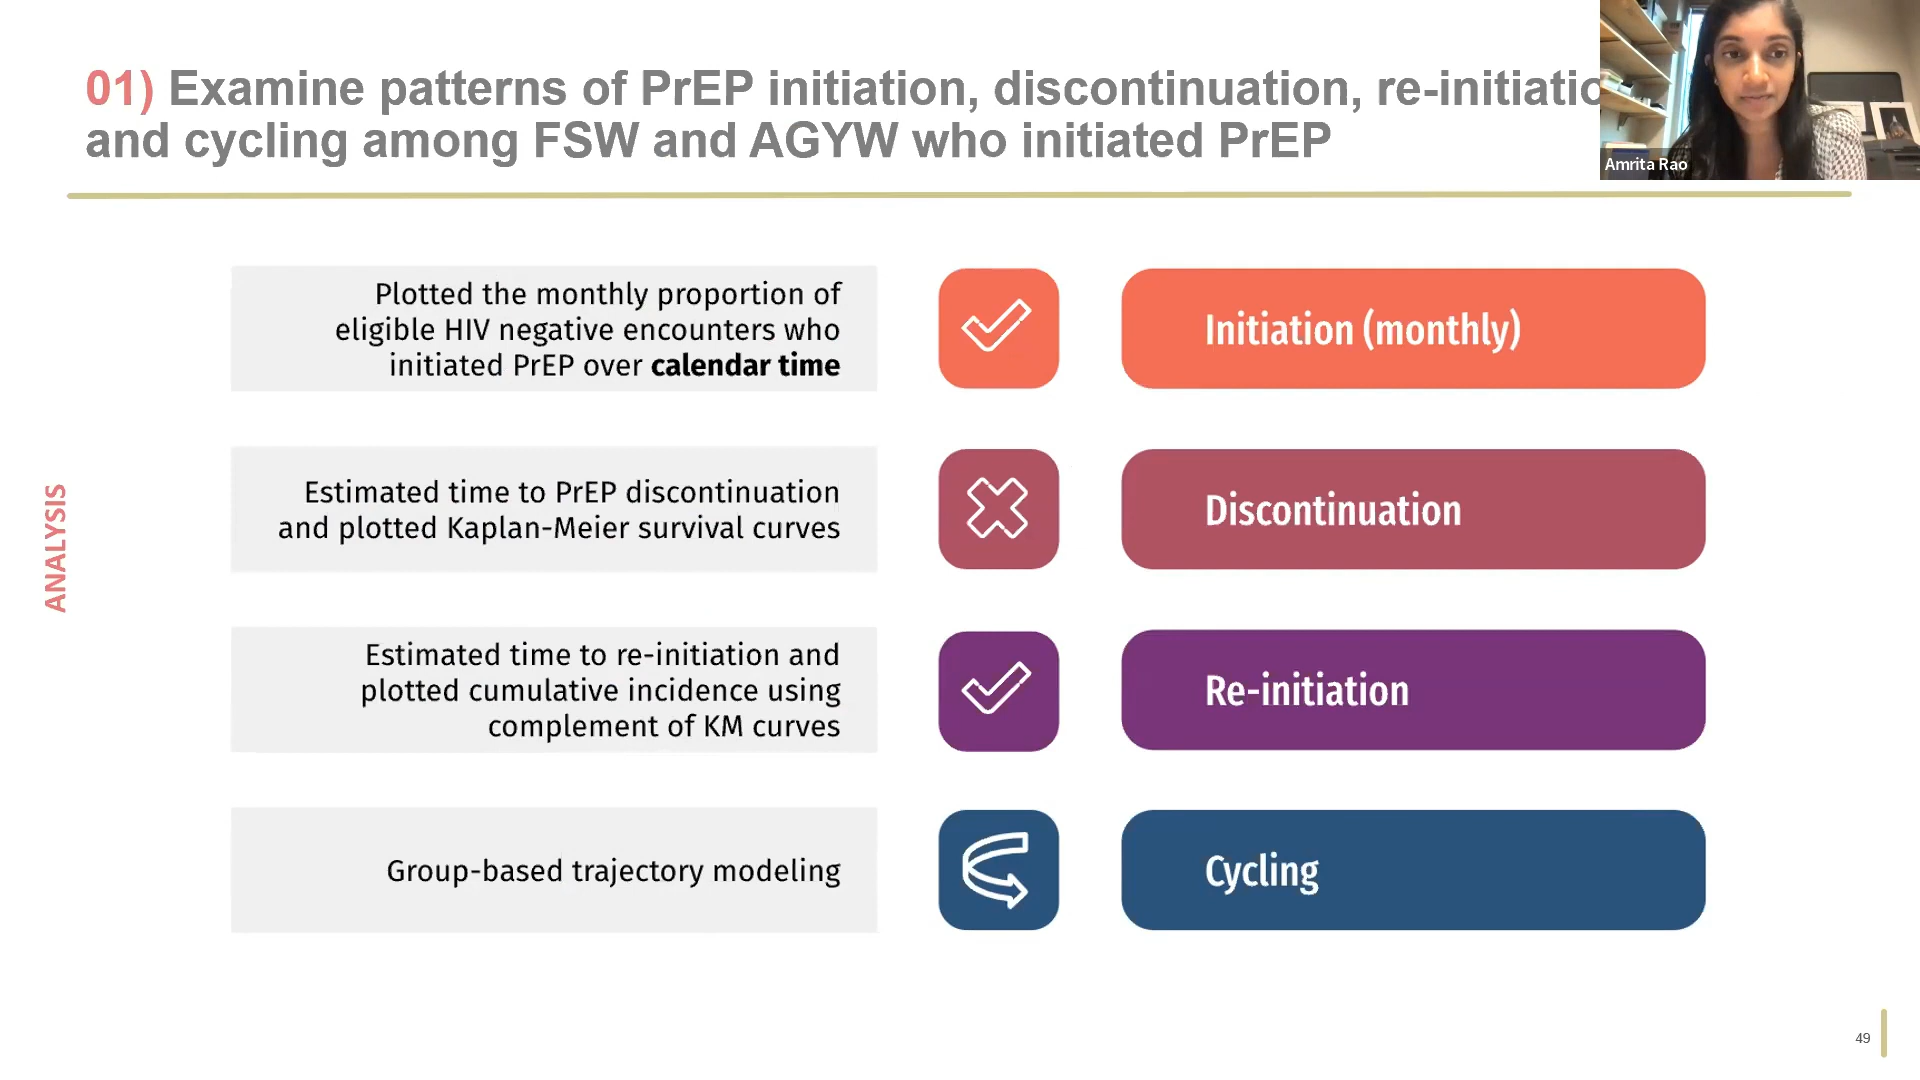 01) Examine patterns of PrEP initiation, discontinuation, re-initiatio
and cycling among FSW and AGYW who initiated PrEP
Amrita Rao
ANALYSIS
Plotted the monthly proportion of
eligible HIV negative encounters who
initiated PrEP over calendar time
Initiation (monthly)
Estimated time to PrEP discontinuation
and plotted Kaplan-Meier survival curves
Discontinuation
Estimated time to re-initiation and
plotted cumulative incidence using
complement of KM curves
Re-initiation
Group-based trajectory modeling
Cycling
49